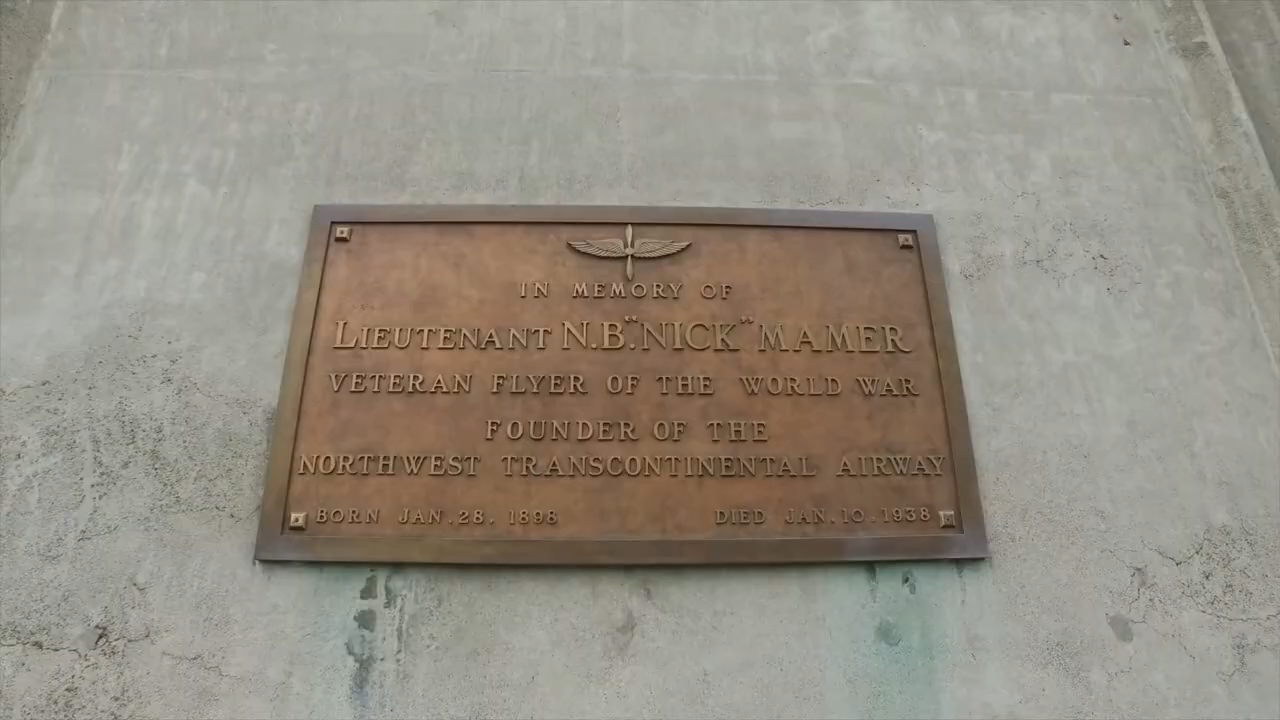 IN MEMORY OF
LIEUTENANT N.B. "NICK" MAMER
VETERAN FLYER OF THE WORLD WAR
FOUNDER OF THE
NORTHWEST TRANSCONTINENTAL AIRWAY
BORN JAN. 28, 1898 DIED JAN. 10. 1938